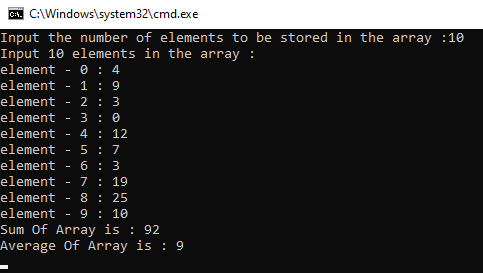 C:\Windows\system32\cmd.exe
Input the number of elements to be stored in the array :10
Input 10 elements in the array :
element - 0 : 4
element - 1 : 9
element - 2 : 3
element - 3 : 0
element - 4 : 12
element - 5 : 7
element - 6 : 3
element - 7 : 19
element - 8 : 25
element - 9 : 10
Sum Of Array is : 92
Average Of Array is : 9